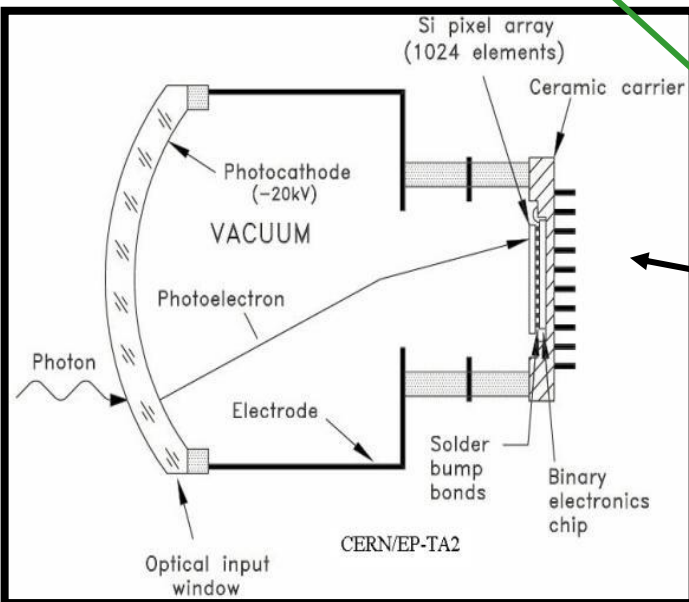 Si pixel array
(1024 elements)
Ceramic carrier
Photocathode
(-20kV)
VACUUM
Photoelectron
Photon
Electrode
Solder
bump
bonds
Binary
electronics
chip
CERN/EP-TA2
Optical input
window